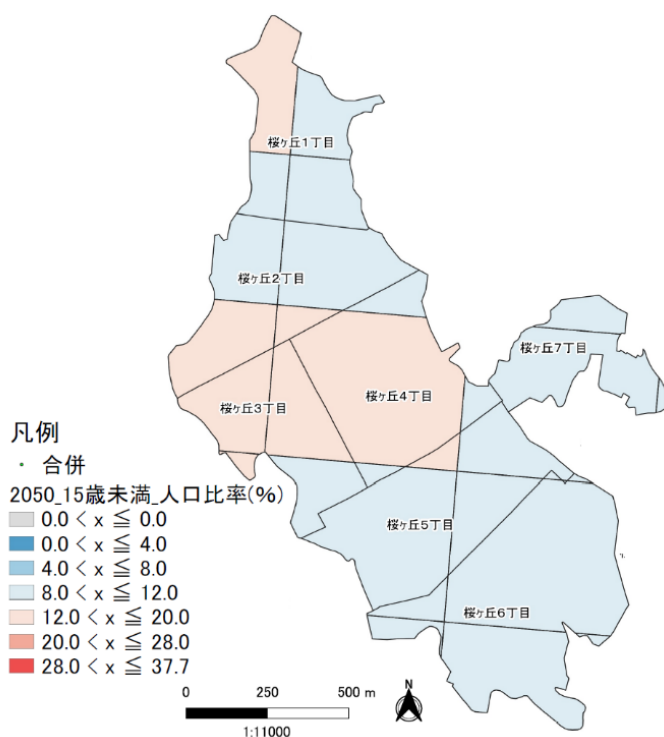 桜ヶ丘1丁目
桜ヶ丘2丁目
桜ヶ丘7丁目
桜ヶ丘3丁目
桜ヶ丘4丁目
桜ヶ丘5丁目
桜ヶ丘6丁目
凡例
合併
2050_15歳未満_人口比率(%)
0.0 < x ≦ 0.0
0.0 < x ≦ 4.0
4.0 < x ≦ 8.0
8.0 < x ≦ 12.0
12.0 < x ≦ 20.0
20.0 < x ≦ 28.0
28.0 < x ≦ 37.7
0 250 500 m
1:11000
N